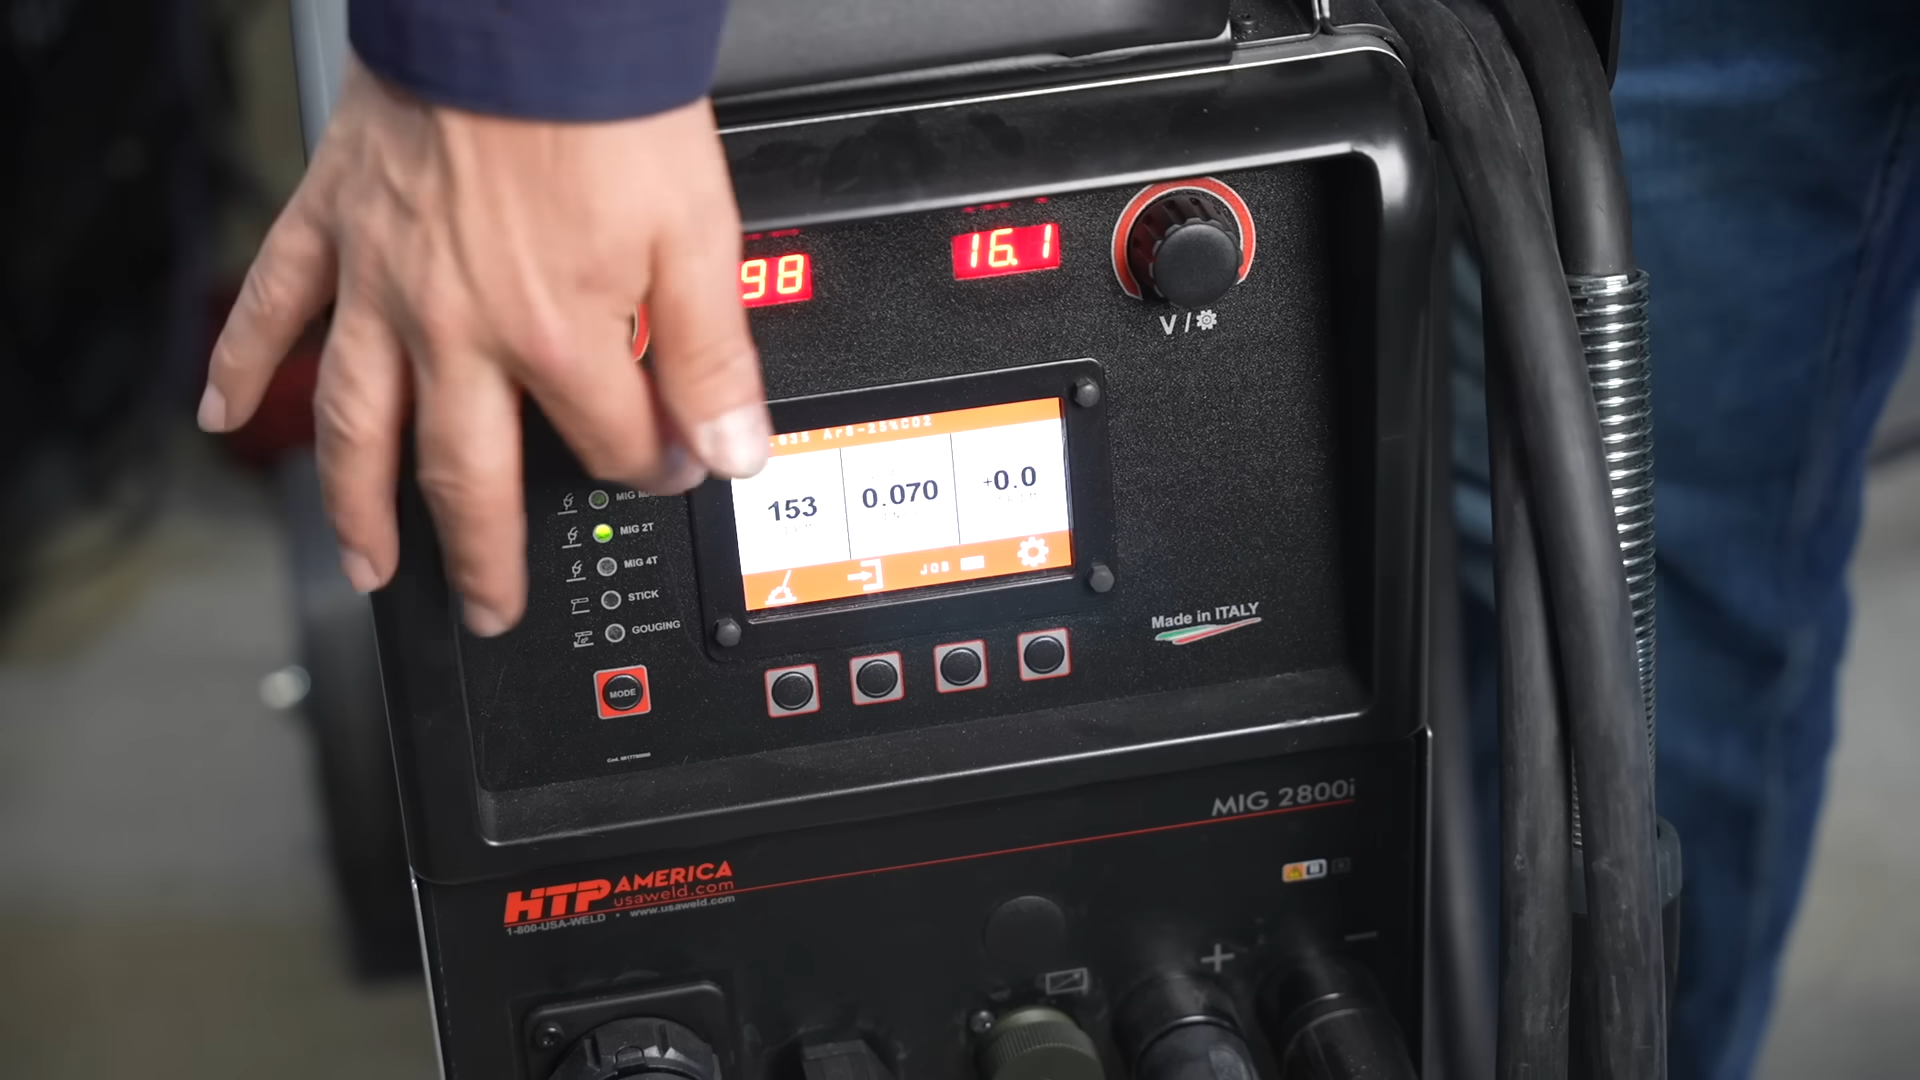 98
16.1
V /
.035 Ar8-25%CO2
153
0.070
+0.0
JOB
MIG
MIG 2T
MIG 4T
STICK
GOUGING
MODE
Made in ITALY
MIG 2800i
HTP AMERICA
usaweld.com
1-800-USA-WELD • www.usaweld.com
+
−